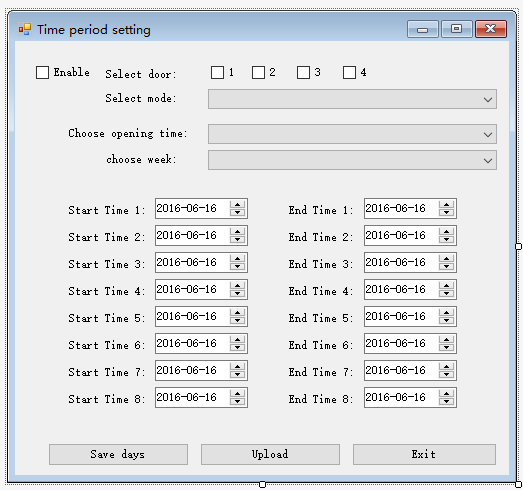 Time period setting
Enable Select door: 1 2 3 4
Select mode:
Choose opening time:
choose week:
Start Time 1: 2016-06-16 End Time 1: 2016-06-16
Start Time 2: 2016-06-16 End Time 2: 2016-06-16
Start Time 3: 2016-06-16 End Time 3: 2016-06-16
Start Time 4: 2016-06-16 End Time 4: 2016-06-16
Start Time 5: 2016-06-16 End Time 5: 2016-06-16
Start Time 6: 2016-06-16 End Time 6: 2016-06-16
Start Time 7: 2016-06-16 End Time 7: 2016-06-16
Start Time 8: 2016-06-16 End Time 8: 2016-06-16
Save days Upload Exit